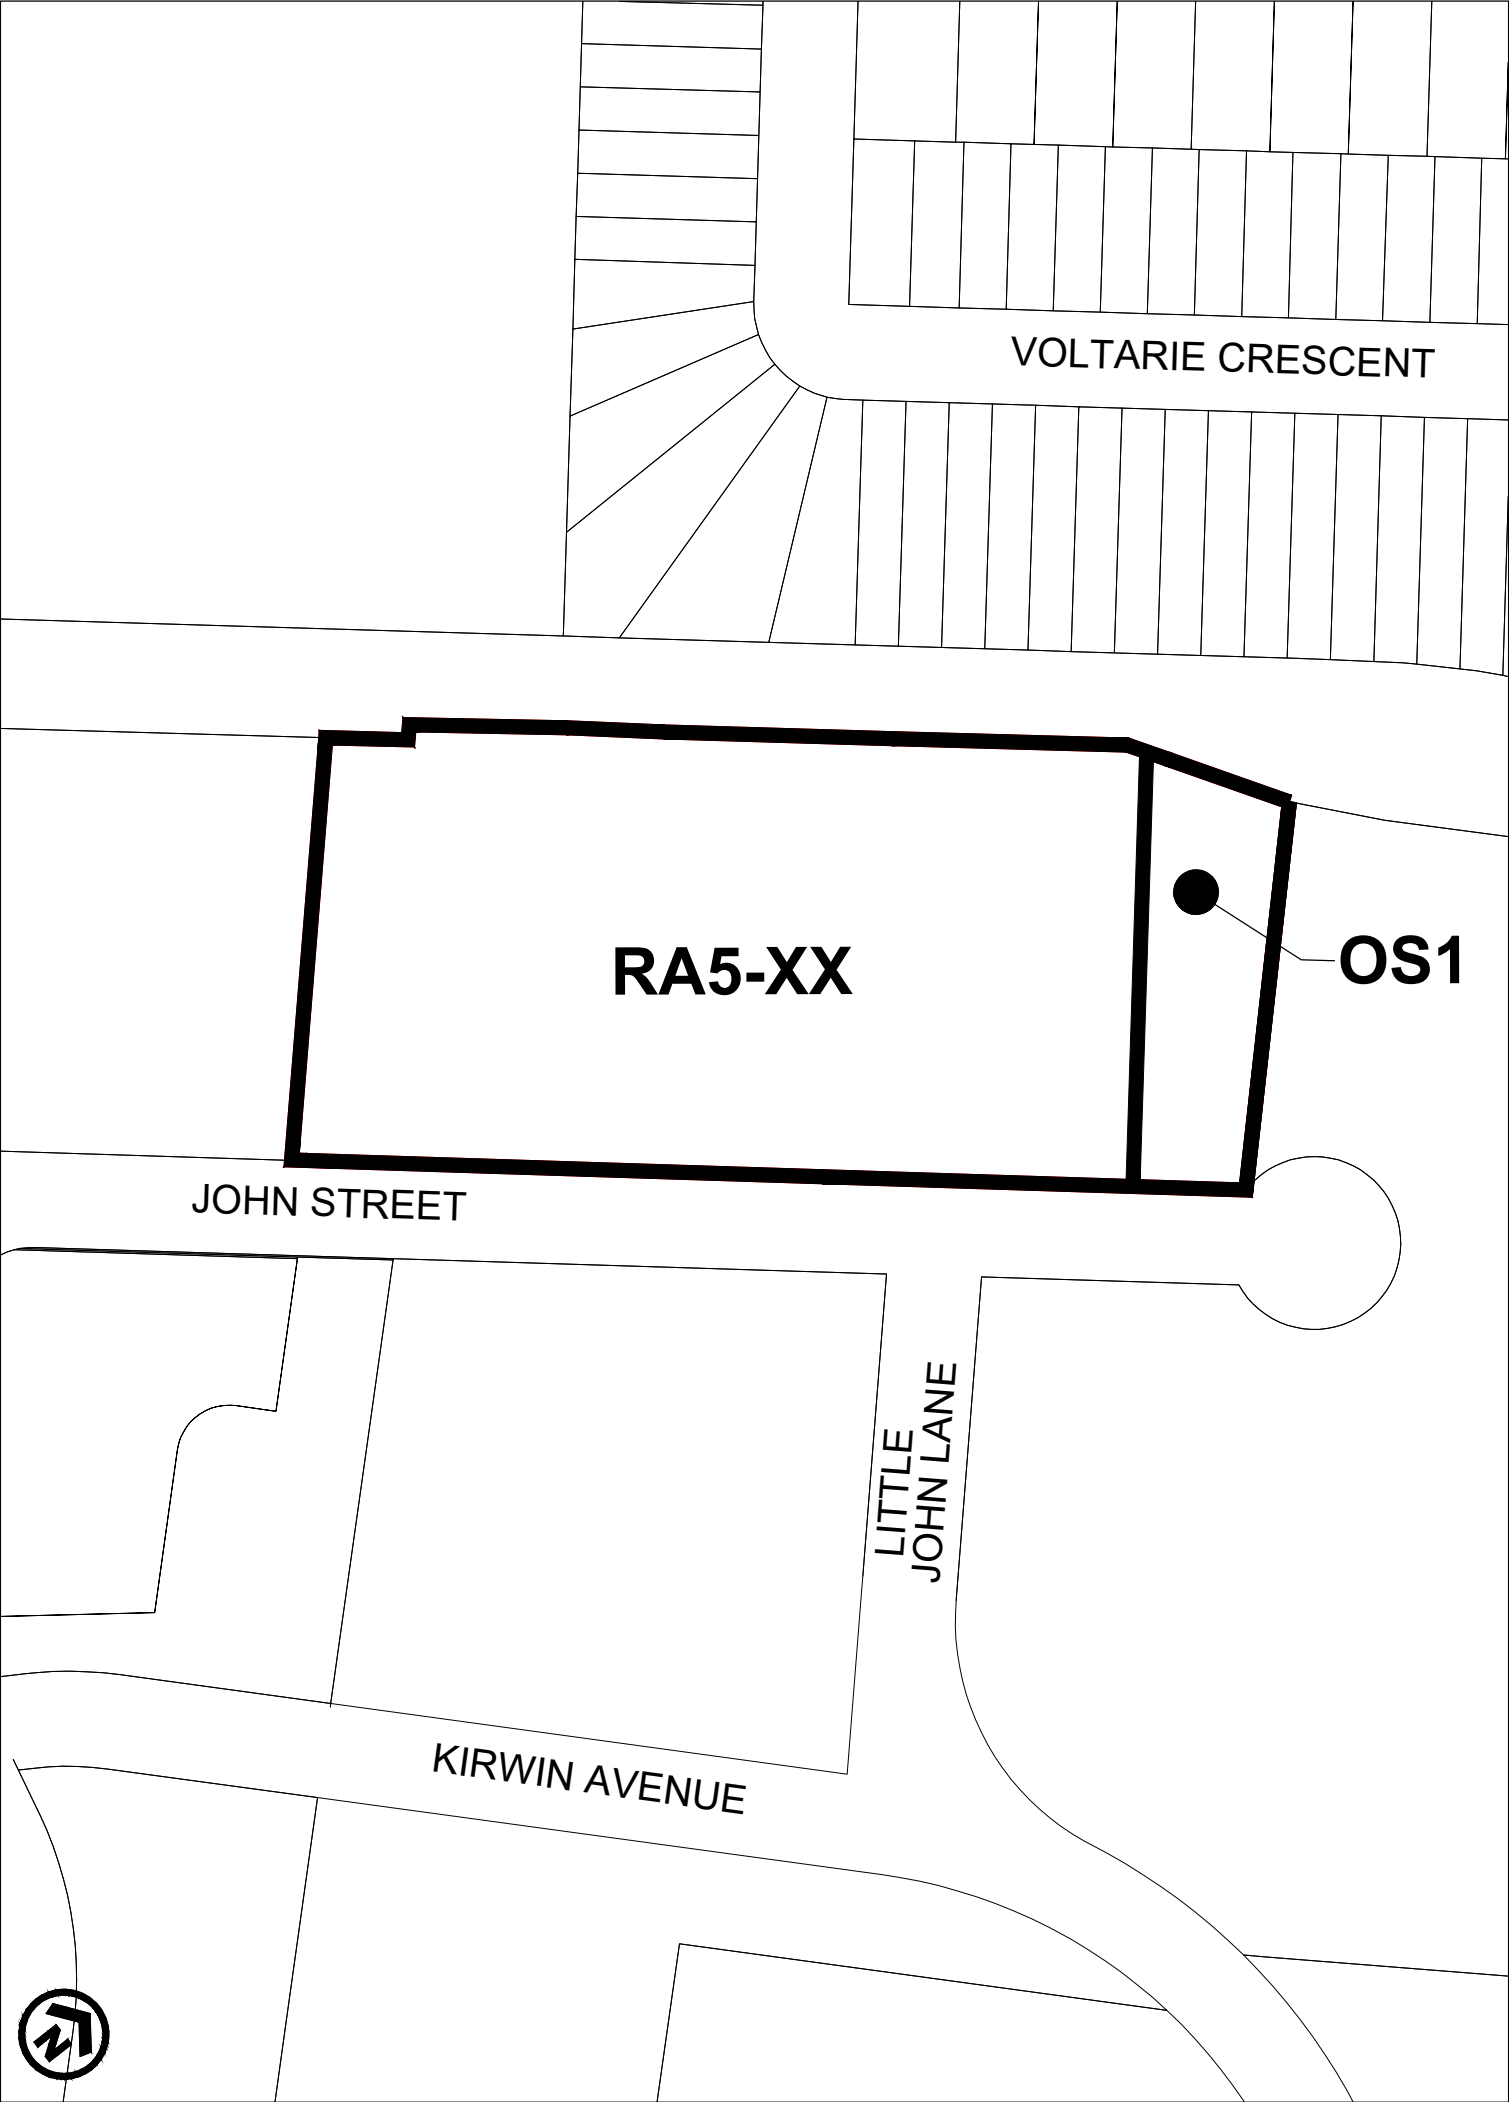 VOLTARIE CRESCENT
RA5-XX
OS1
JOHN STREET
LITTLE
JOHN LANE
KIRWIN AVENUE
N